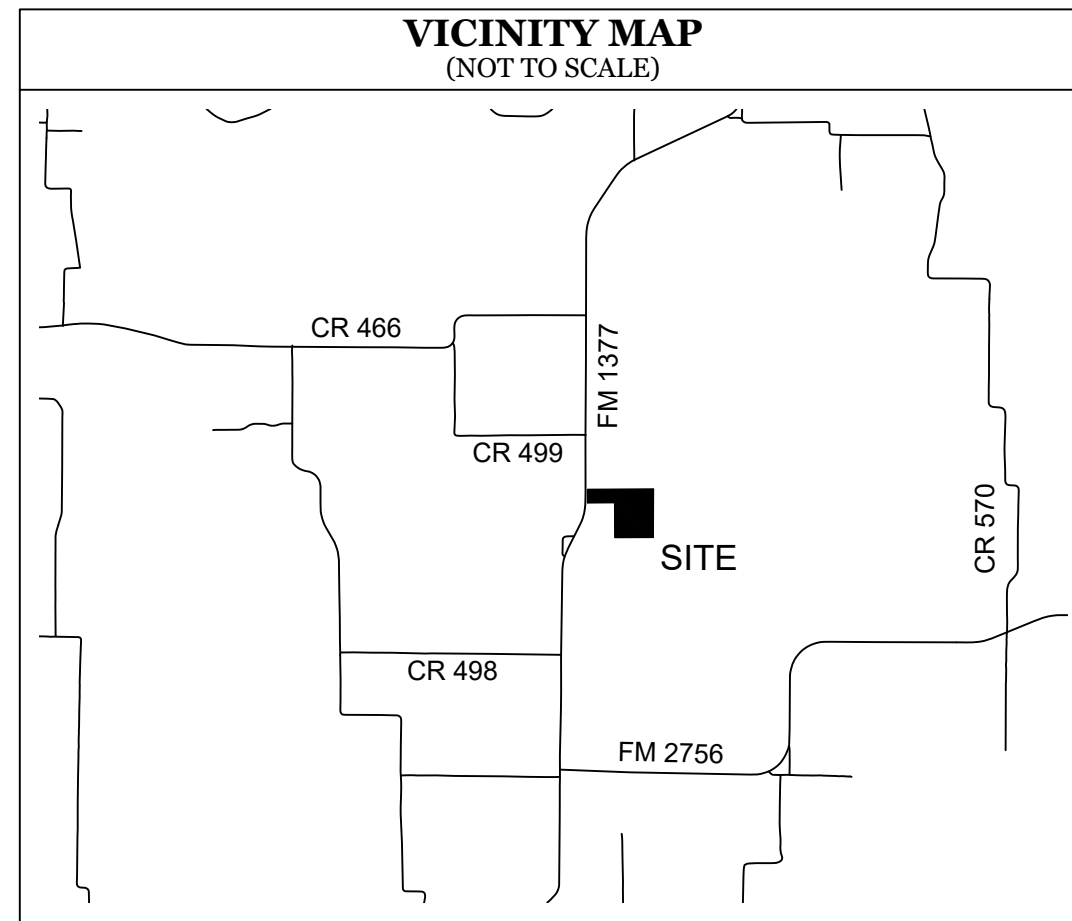 VICINITY MAP
(NOT TO SCALE)
CR 466
FM 1377
CR 499
CR 570
SITE
CR 498
FM 2756